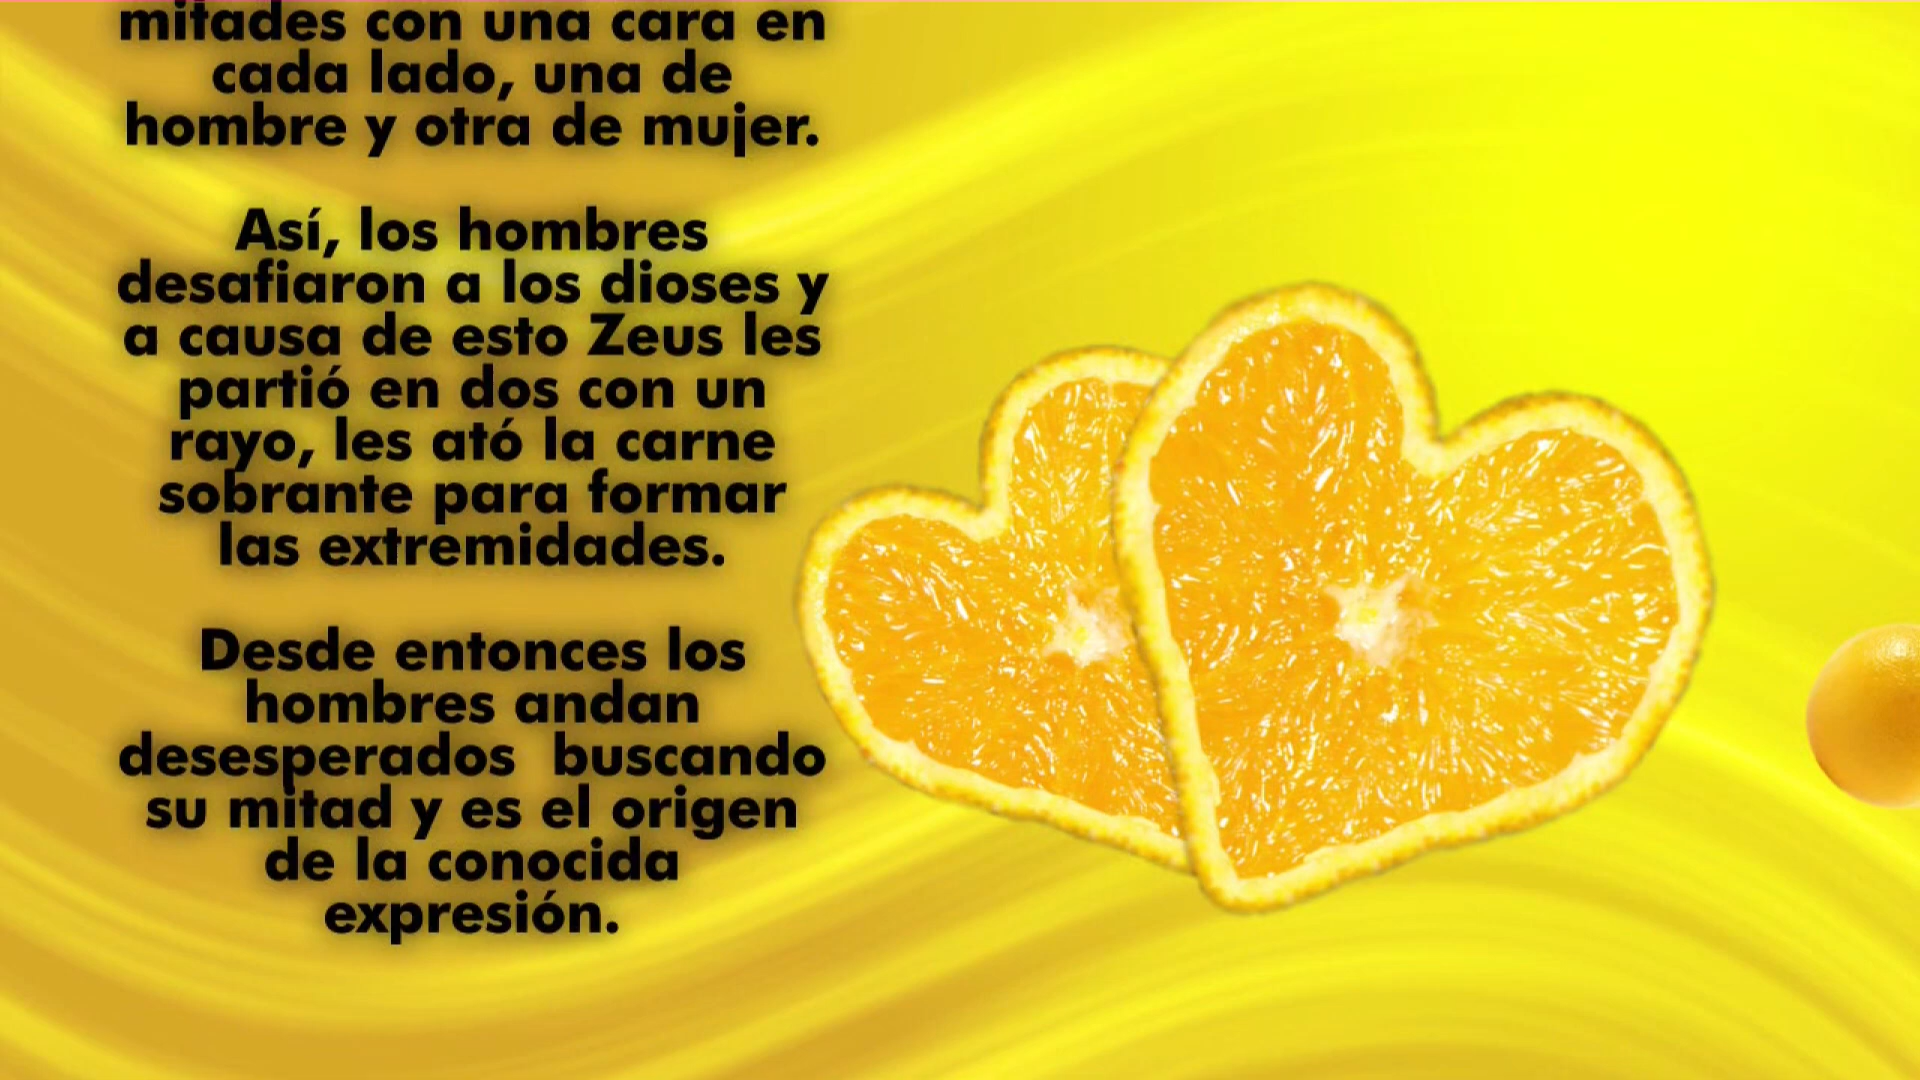 mitades con una cara en
cada lado, una de
hombre y otra de mujer.
Así, los hombres
desafiaron a los dioses y
a causa de esto Zeus les
partió en dos con un
rayo, les ató la carne
sobrante para formar
las extremidades.
Desde entonces los
hombres andan
desesperados  buscando
su mitad y es el origen
de la conocida
expresión.